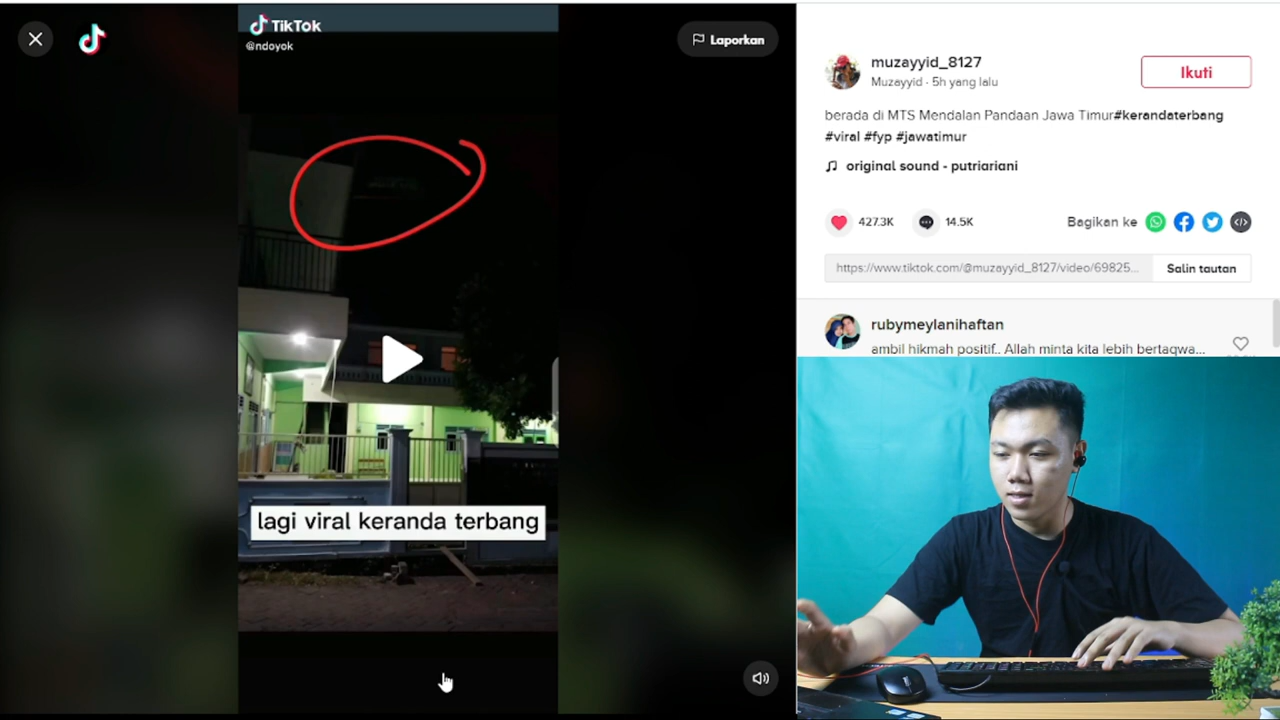 TikTok
@ndoyok
Laporkan
lagi viral keranda terbang
muzayyid_8127
Muzayyid · 5h yang lalu
Ikuti
berada di MTS Mendalan Pandaan Jawa Timur#kerandaterbang
#viral #fyp #jawatimur
original sound - putriariani
427.3K
14.5K
Bagikan ke
https://www.tiktok.com/@muzayyid_8127/video/69825...
Salin tautan
rubymeylanihaftan
ambil hikmah positif.. Allah minta kita lebih bertaqwa...